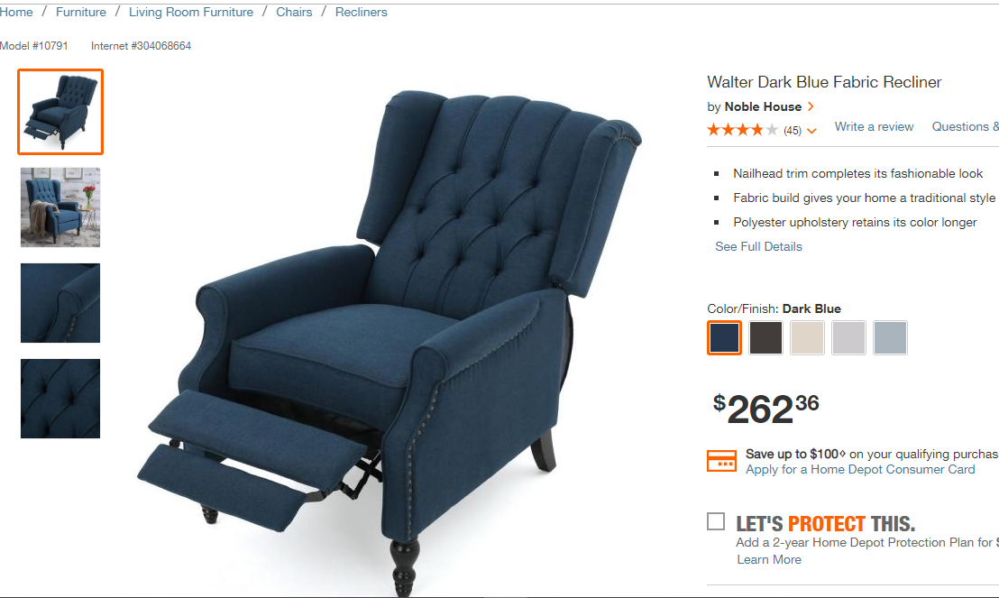 Home / Furniture / Living Room Furniture / Chairs / Recliners
Model #10791 Internet #304068664
Walter Dark Blue Fabric Recliner
by Noble House
(45) Write a review Questions &
Nailhead trim completes its fashionable look
Fabric build gives your home a traditional style
Polyester upholstery retains its color longer
See Full Details
Color/Finish: Dark Blue
$262 36
Save up to $100◊ on your qualifying purchas
Apply for a Home Depot Consumer Card
LET'S PROTECT THIS.
Add a 2-year Home Depot Protection Plan for $
Learn More